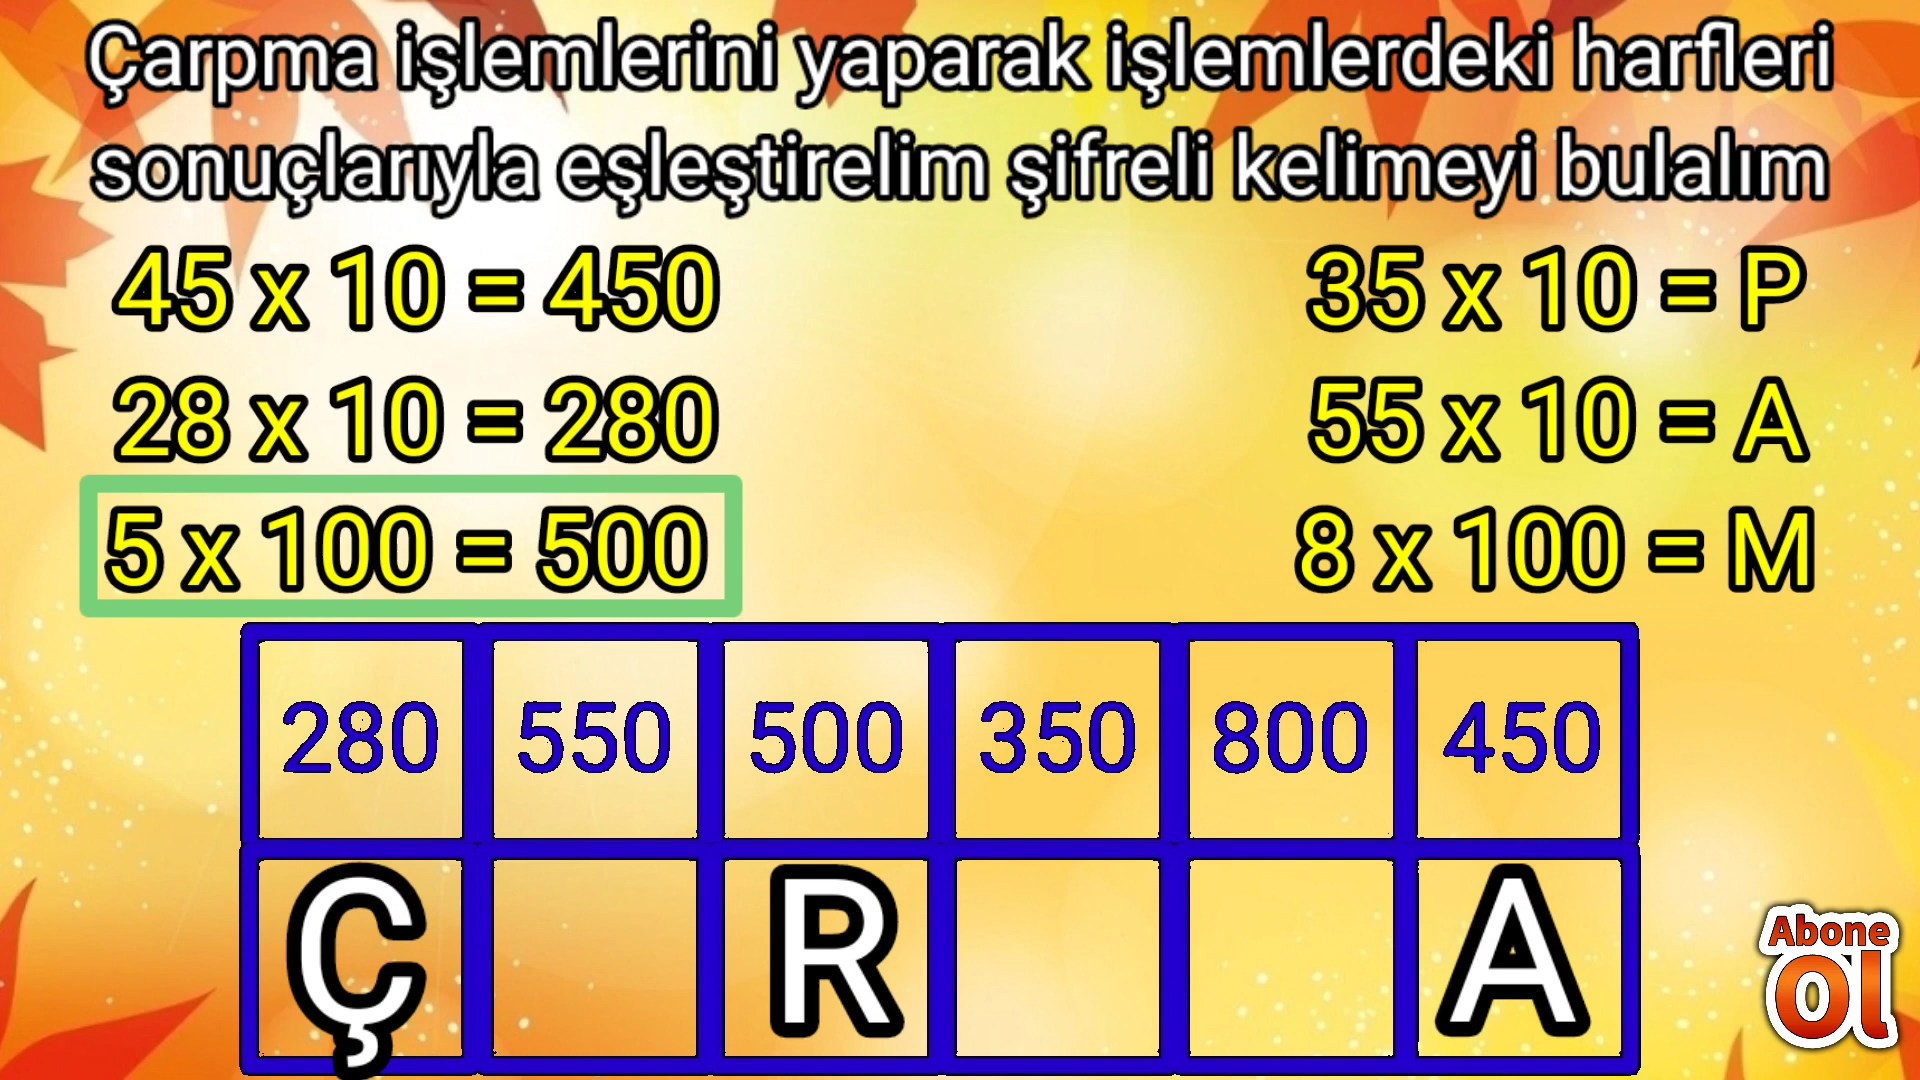 Çarpma işlemlerini yaparak işlemlerdeki harfleri
sonuçlarıyla eşleştirelim şifreli kelimeyi bulalım
45 x 10 = 450
35 x 10 = P
28 x 10 = 280
55 x 10 = A
5 x 100 = 500
8 x 100 = M
280 550 500 350 800 450
Ç R A
Abone
Ol